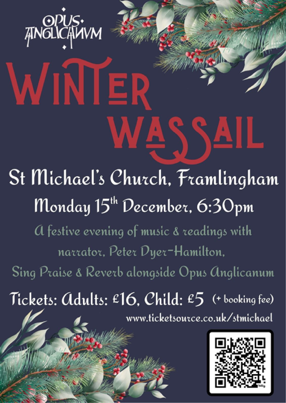 OPUS·
ANGLICANVM
WINTER
WASSAIL
St Michael's Church, Framlingham
Monday 15th December, 6:30pm
A festive evening of music & readings with
narrator, Peter Dyer-Hamilton,
Sing Praise & Reverb alongside Opus Anglicanum
Tickets: Adults: £16, Child: £5 (+ booking fee)
www.ticketsource.co.uk/stmichael